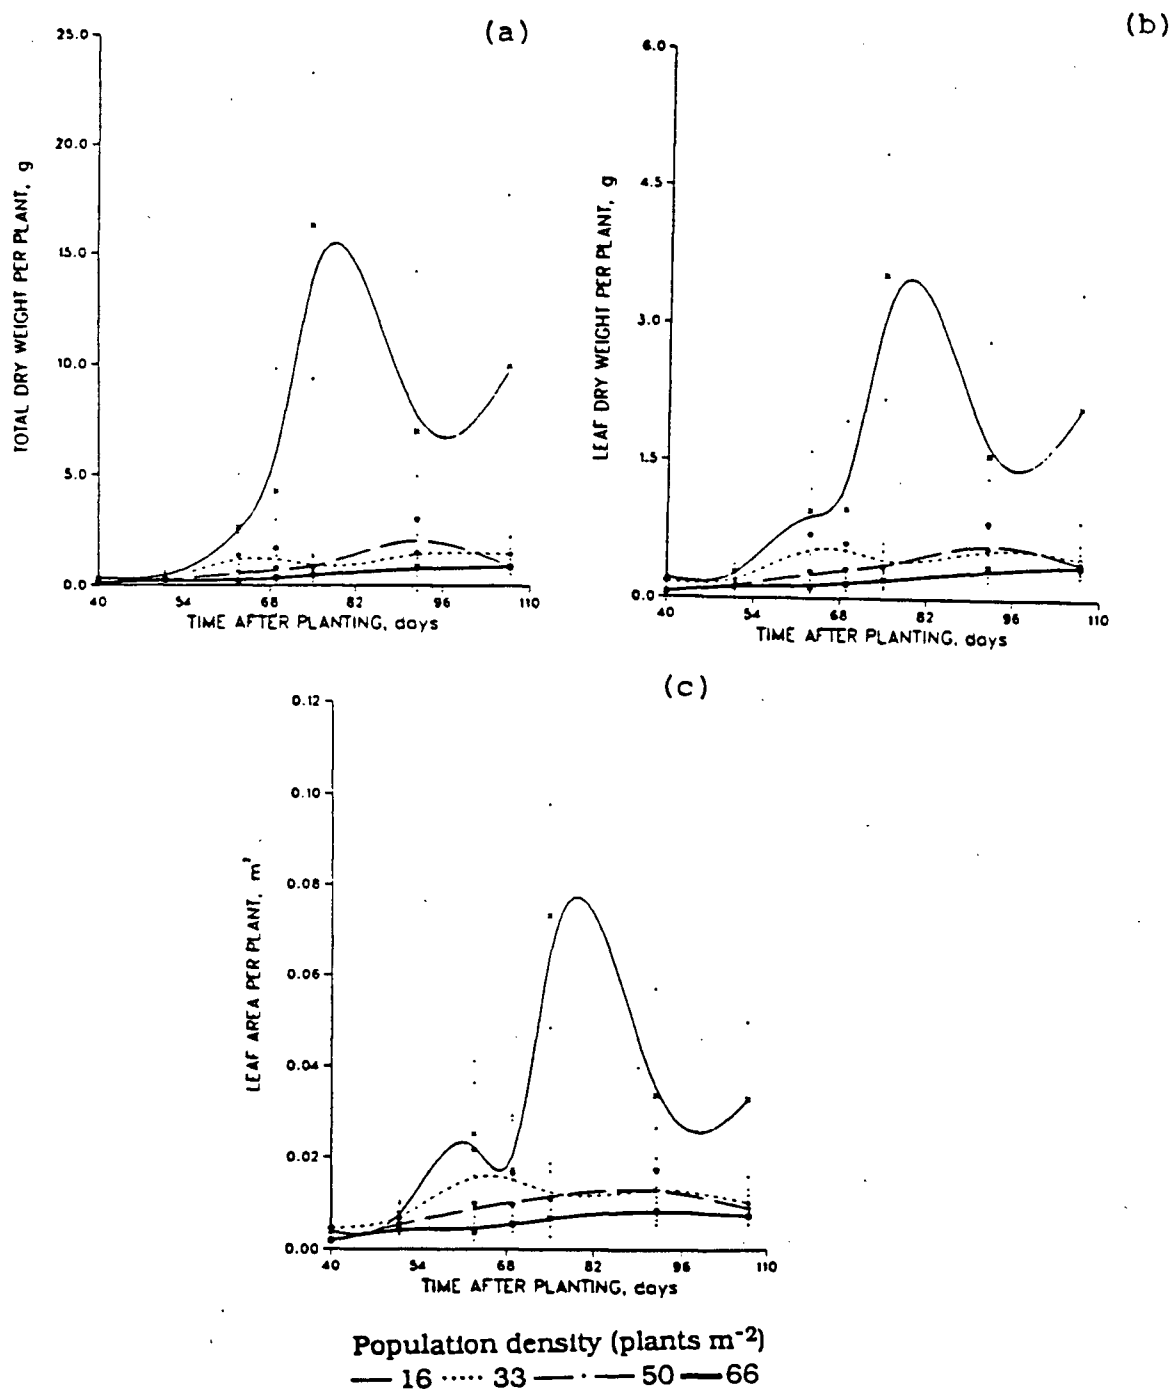 (a)
25.0
20.0
15.0
10.0
5.0
0.0
TOTAL DRY WEIGHT PER PLANT, g
40 54 68 82 96 110
TIME AFTER PLANTING, days
(b)
6.0
4.5
3.0
1.5
0.0
LEAF DRY WEIGHT PER PLANT, g
40 54 68 82 96 110
TIME AFTER PLANTING, days
(c)
0.12
0.10
0.08
0.06
0.04
0.02
0.00
LEAF AREA PER PLANT, m²
40 54 68 82 96 110
TIME AFTER PLANTING, days
Population density (plants m⁻²)
16 33 50 66